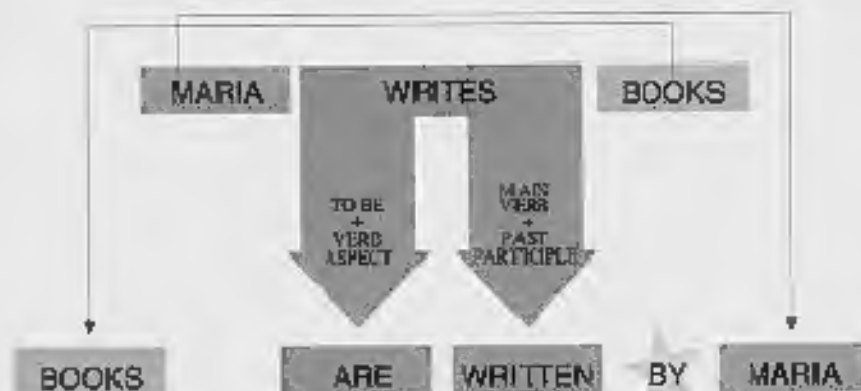 MARIA WRITES BOOKS
TO BE
+
VERB
ASPECT
MAIN
VERB
+
PAST
PARTICIPLE
BOOKS ARE WRITTEN BY MARIA